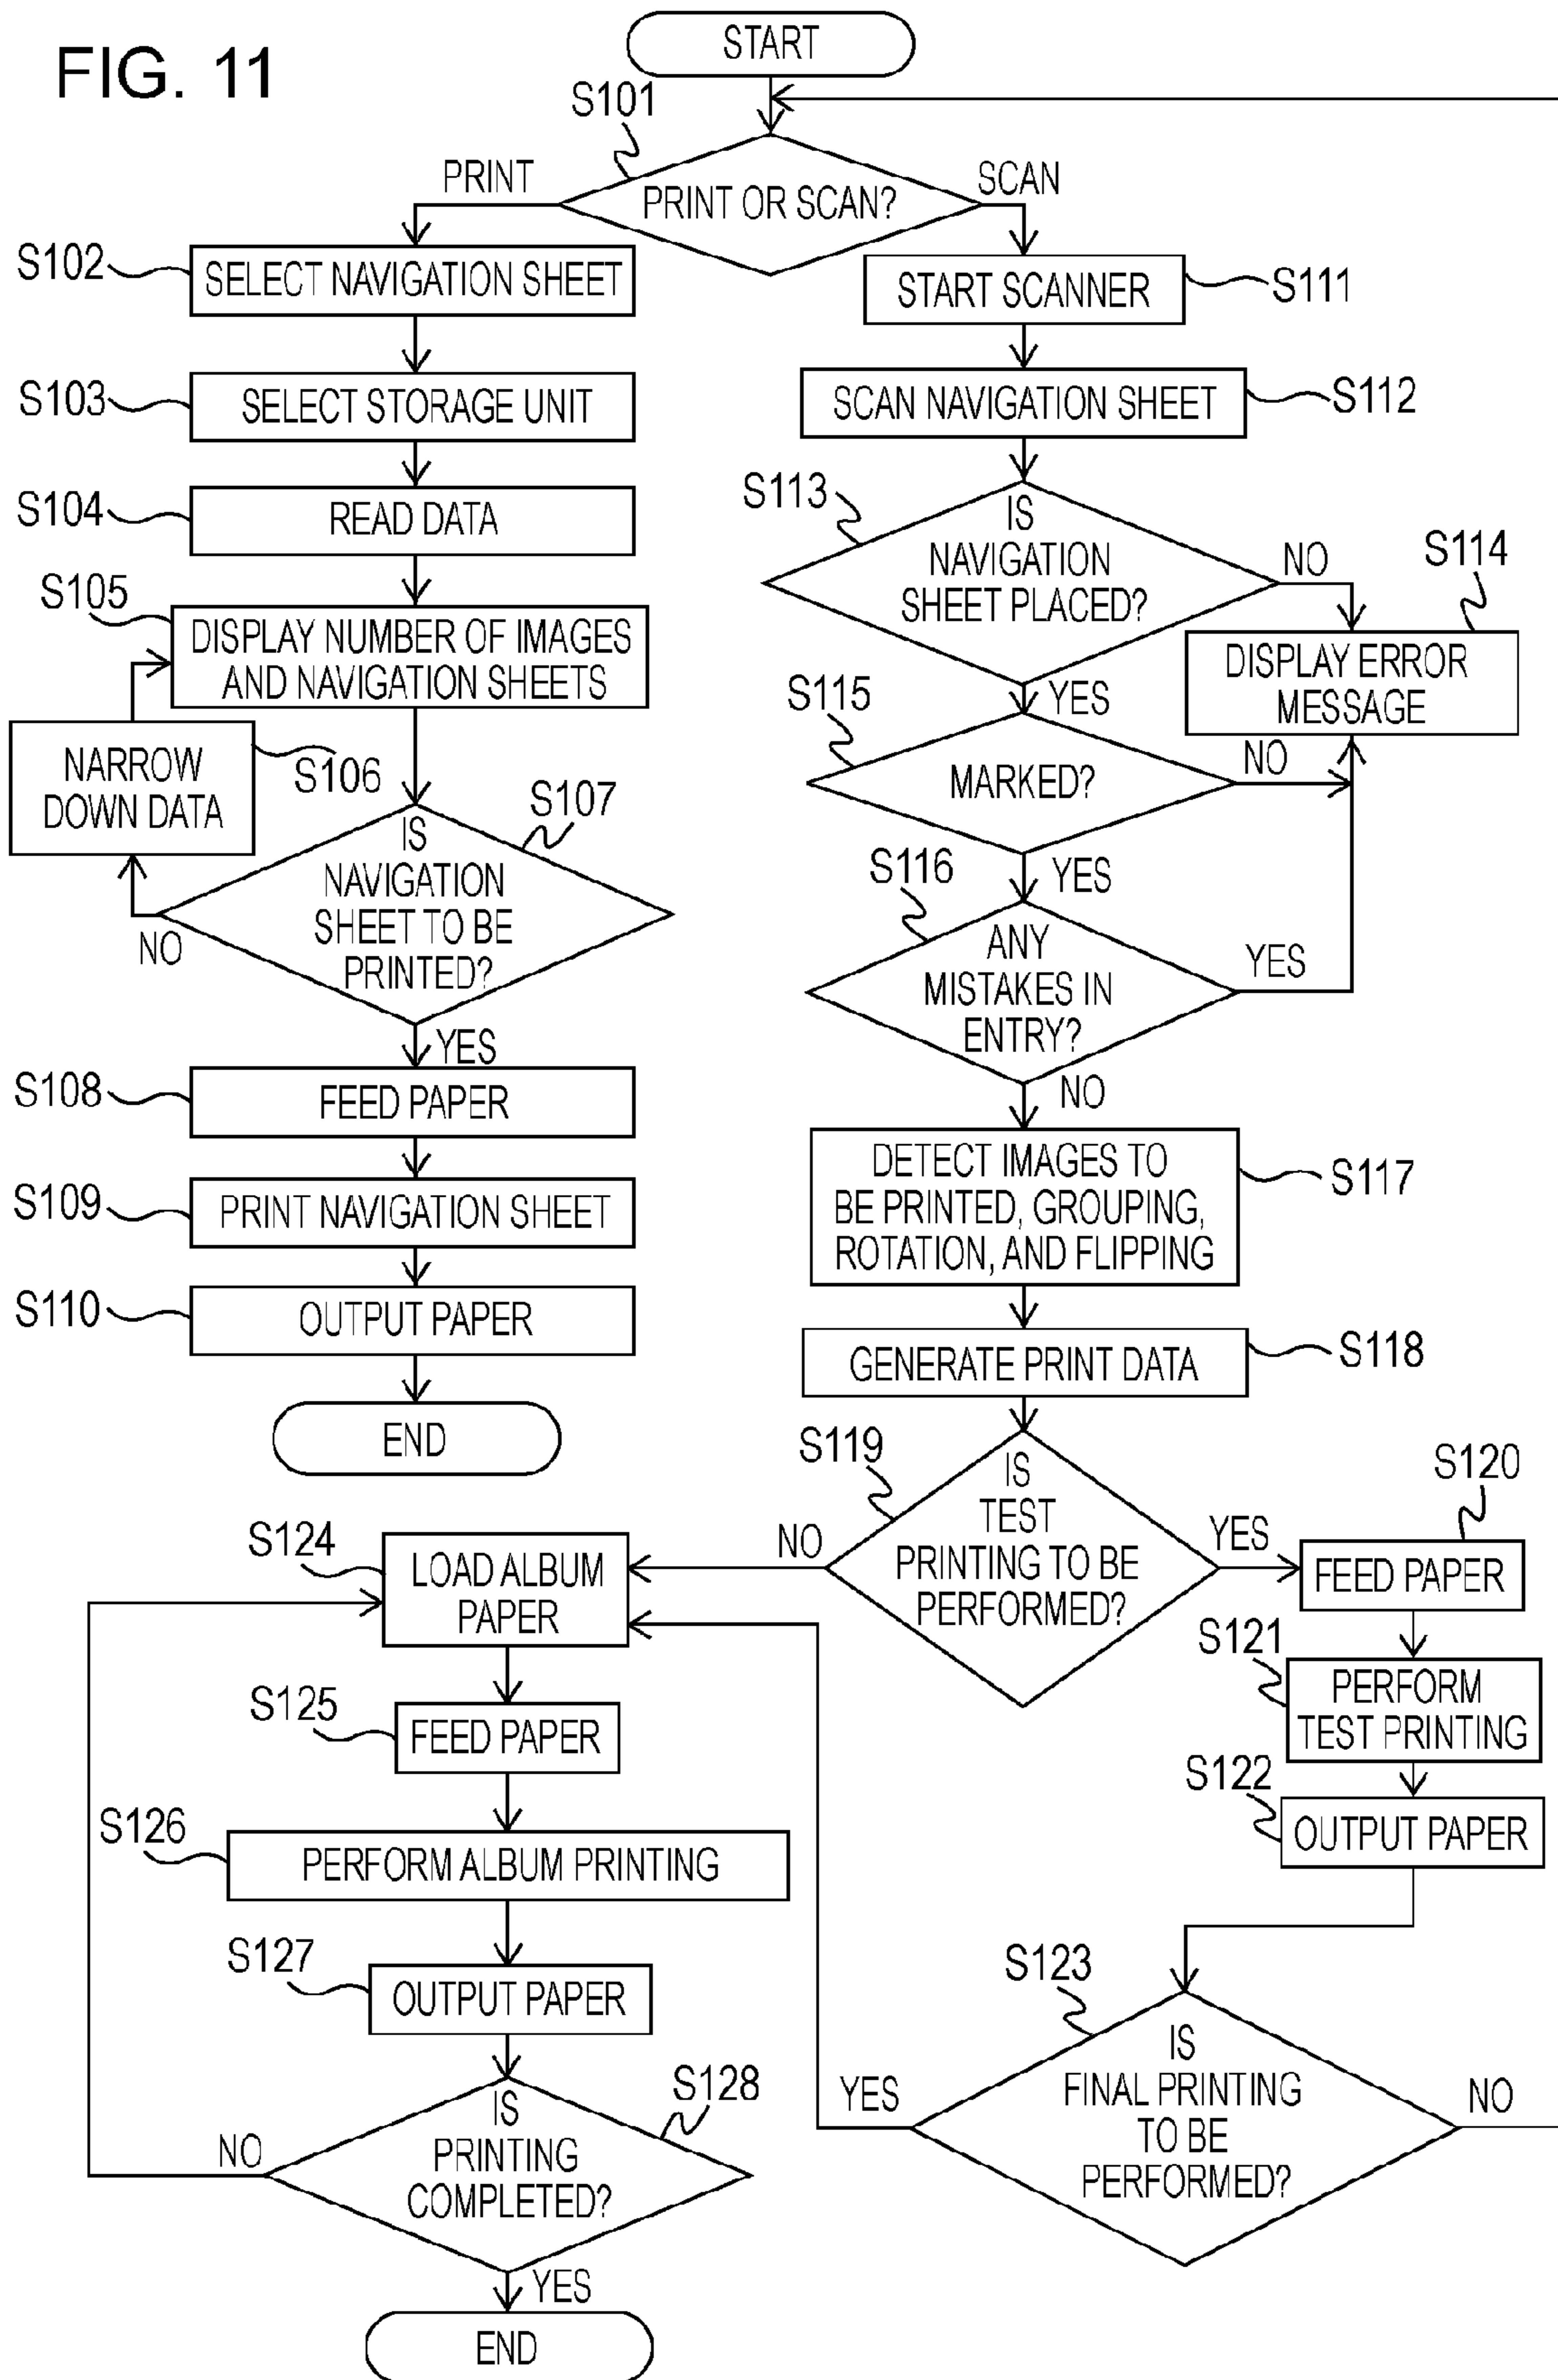 FIG. 11
START
S101
PRINT OR SCAN?
PRINT
SCAN
S102
SELECT NAVIGATION SHEET
S103
SELECT STORAGE UNIT
S104
READ DATA
S105
DISPLAY NUMBER OF IMAGES
AND NAVIGATION SHEETS
NARROW
DOWN DATA
S106
S107
IS
NAVIGATION
SHEET TO BE
PRINTED?
NO
YES
S108
FEED PAPER
S109
PRINT NAVIGATION SHEET
S110
OUTPUT PAPER
END
START SCANNER
S111
SCAN NAVIGATION SHEET
S112
S113
IS
NAVIGATION
SHEET PLACED?
NO
S114
DISPLAY ERROR
MESSAGE
YES
S115
MARKED?
NO
YES
S116
ANY
MISTAKES IN
ENTRY?
YES
NO
DETECT IMAGES TO
BE PRINTED, GROUPING,
ROTATION, AND FLIPPING
S117
GENERATE PRINT DATA
S118
S119
IS
TEST
PRINTING TO BE
PERFORMED?
NO
YES
S120
FEED PAPER
S121
PERFORM
TEST PRINTING
S122
OUTPUT PAPER
S123
IS
FINAL PRINTING
TO BE
PERFORMED?
YES
NO
S124
LOAD ALBUM
PAPER
S125
FEED PAPER
S126
PERFORM ALBUM PRINTING
S127
OUTPUT PAPER
S128
IS
PRINTING
COMPLETED?
NO
YES
END